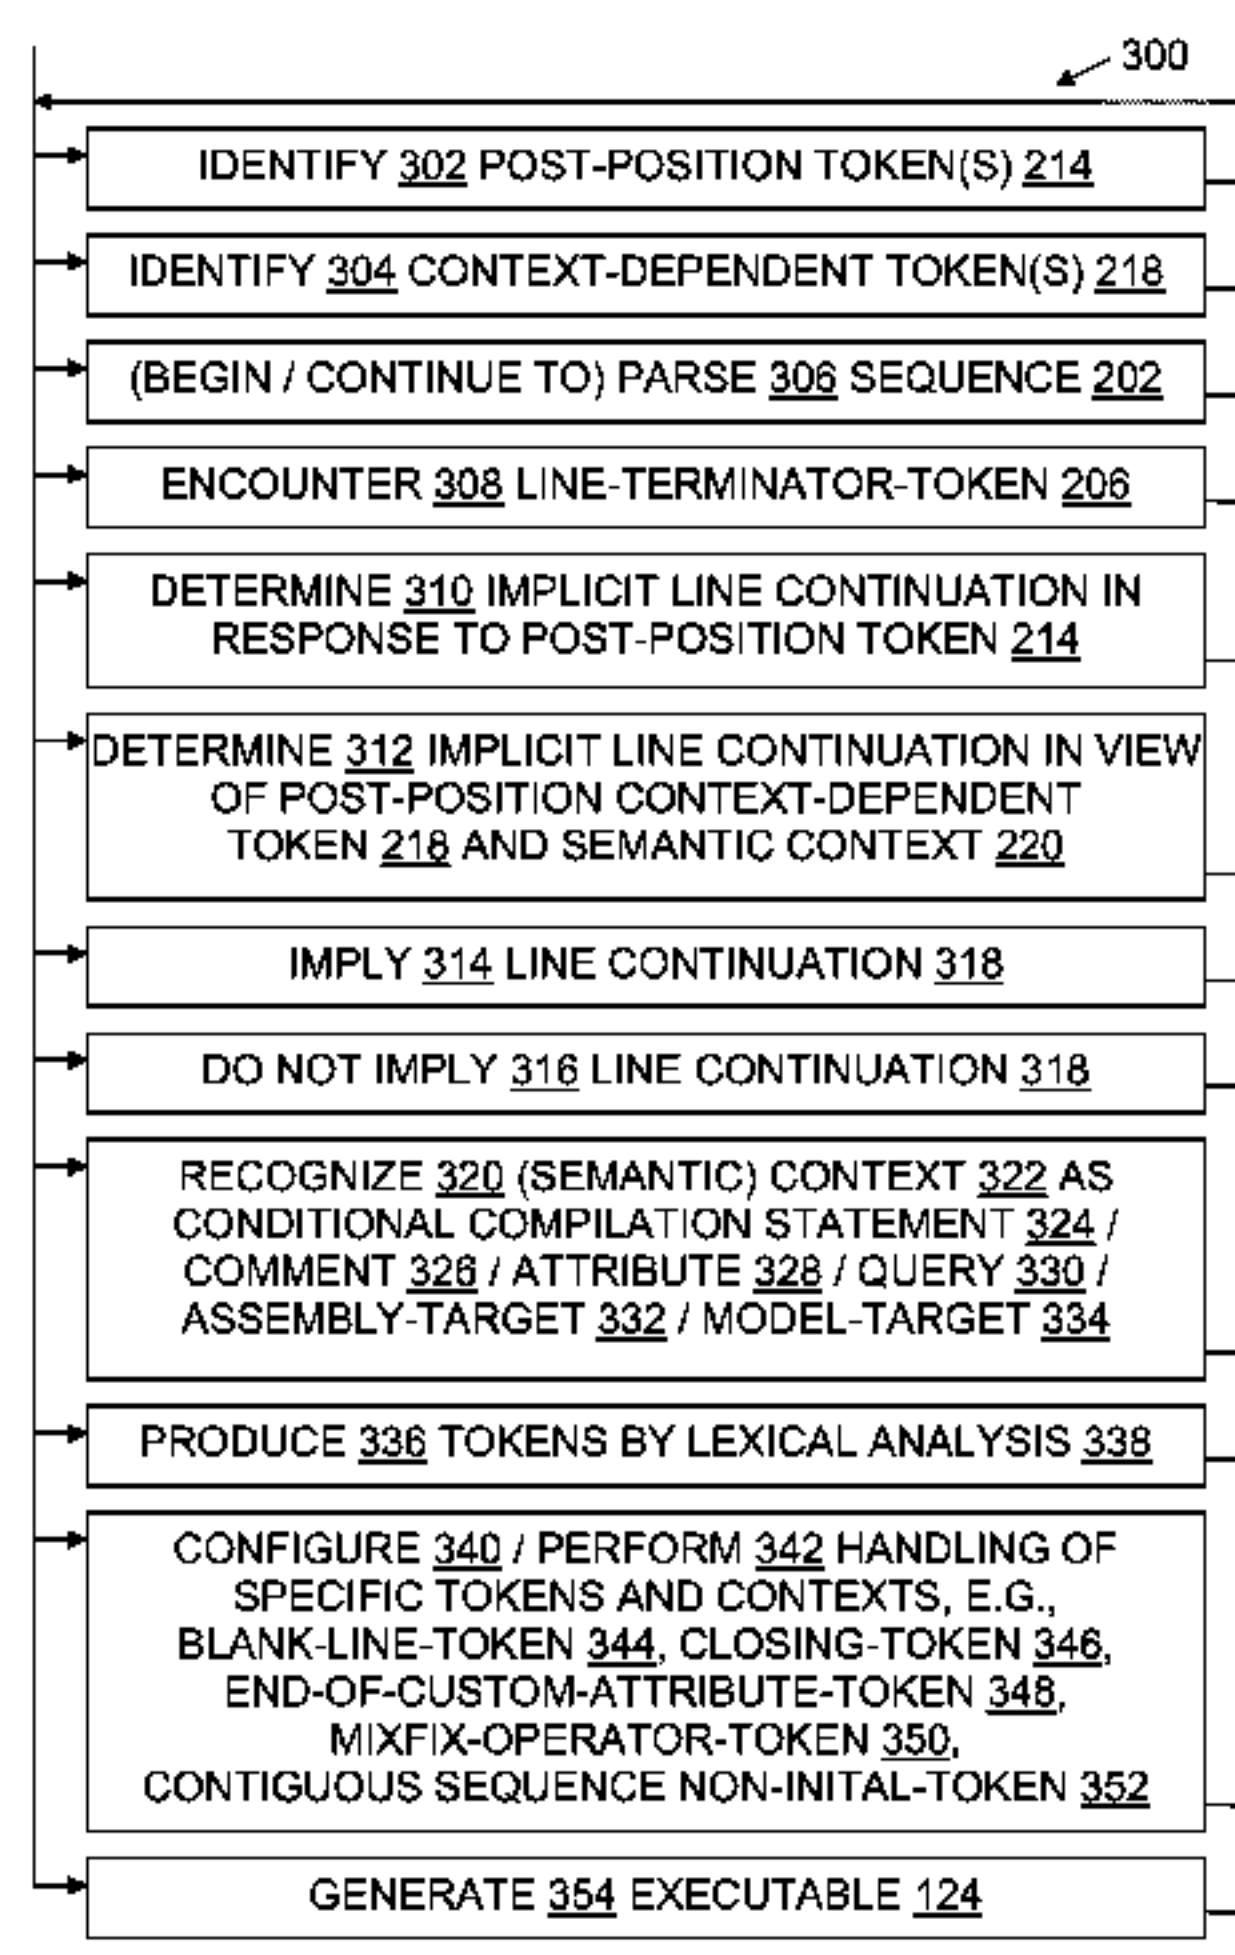 300
IDENTIFY 302 POST-POSITION TOKEN(S) 214
IDENTIFY 304 CONTEXT-DEPENDENT TOKEN(S) 218
(BEGIN / CONTINUE TO) PARSE 306 SEQUENCE 202
ENCOUNTER 308 LINE-TERMINATOR-TOKEN 206
DETERMINE 310 IMPLICIT LINE CONTINUATION IN
RESPONSE TO POST-POSITION TOKEN 214
DETERMINE 312 IMPLICIT LINE CONTINUATION IN VIEW
OF POST-POSITION CONTEXT-DEPENDENT
TOKEN 218 AND SEMANTIC CONTEXT 220
IMPLY 314 LINE CONTINUATION 318
DO NOT IMPLY 316 LINE CONTINUATION 318
RECOGNIZE 320 (SEMANTIC) CONTEXT 322 AS
CONDITIONAL COMPILATION STATEMENT 324 /
COMMENT 326 / ATTRIBUTE 328 / QUERY 330 /
ASSEMBLY-TARGET 332 / MODEL-TARGET 334
PRODUCE 336 TOKENS BY LEXICAL ANALYSIS 338
CONFIGURE 340 / PERFORM 342 HANDLING OF
SPECIFIC TOKENS AND CONTEXTS, E.G.,
BLANK-LINE-TOKEN 344, CLOSING-TOKEN 346,
END-OF-CUSTOM-ATTRIBUTE-TOKEN 348,
MIXFIX-OPERATOR-TOKEN 350,
CONTIGUOUS SEQUENCE NON-INITAL-TOKEN 352
GENERATE 354 EXECUTABLE 124